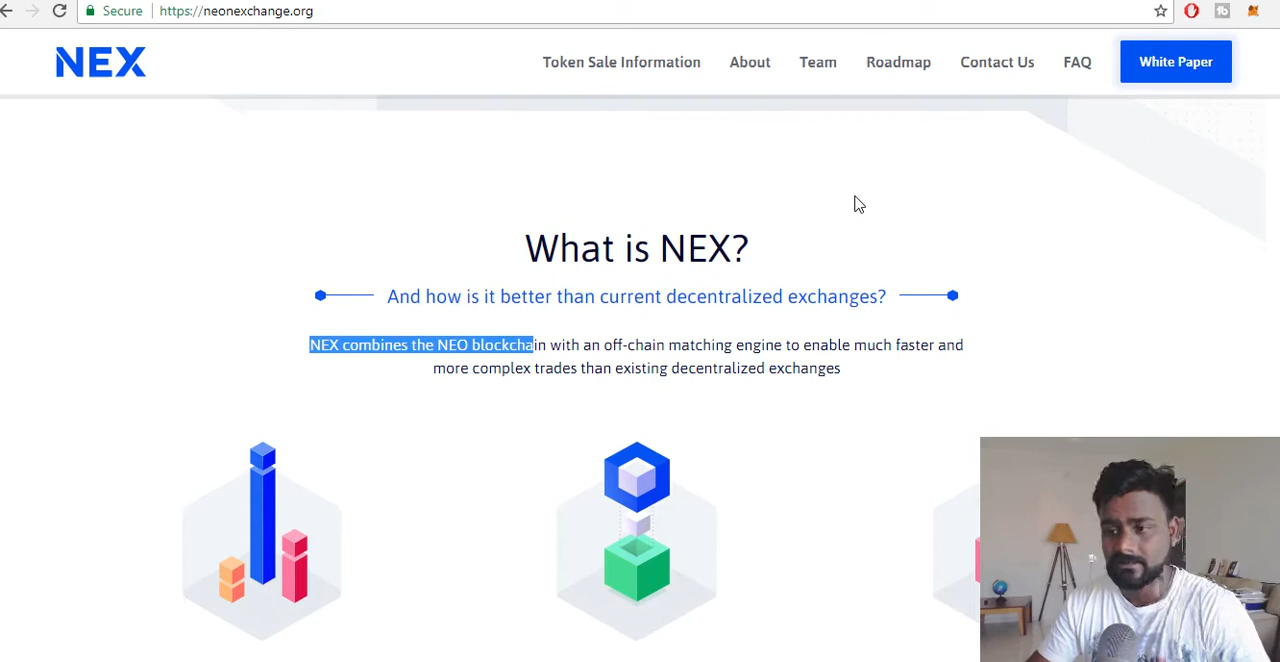 Secure https://neonexchange.org
NEX Token Sale Information About Team Roadmap Contact Us FAQ White Paper
What is NEX?
And how is it better than current decentralized exchanges?
NEX combines the NEO blockchain with an off-chain matching engine to enable much faster and
more complex trades than existing decentralized exchanges